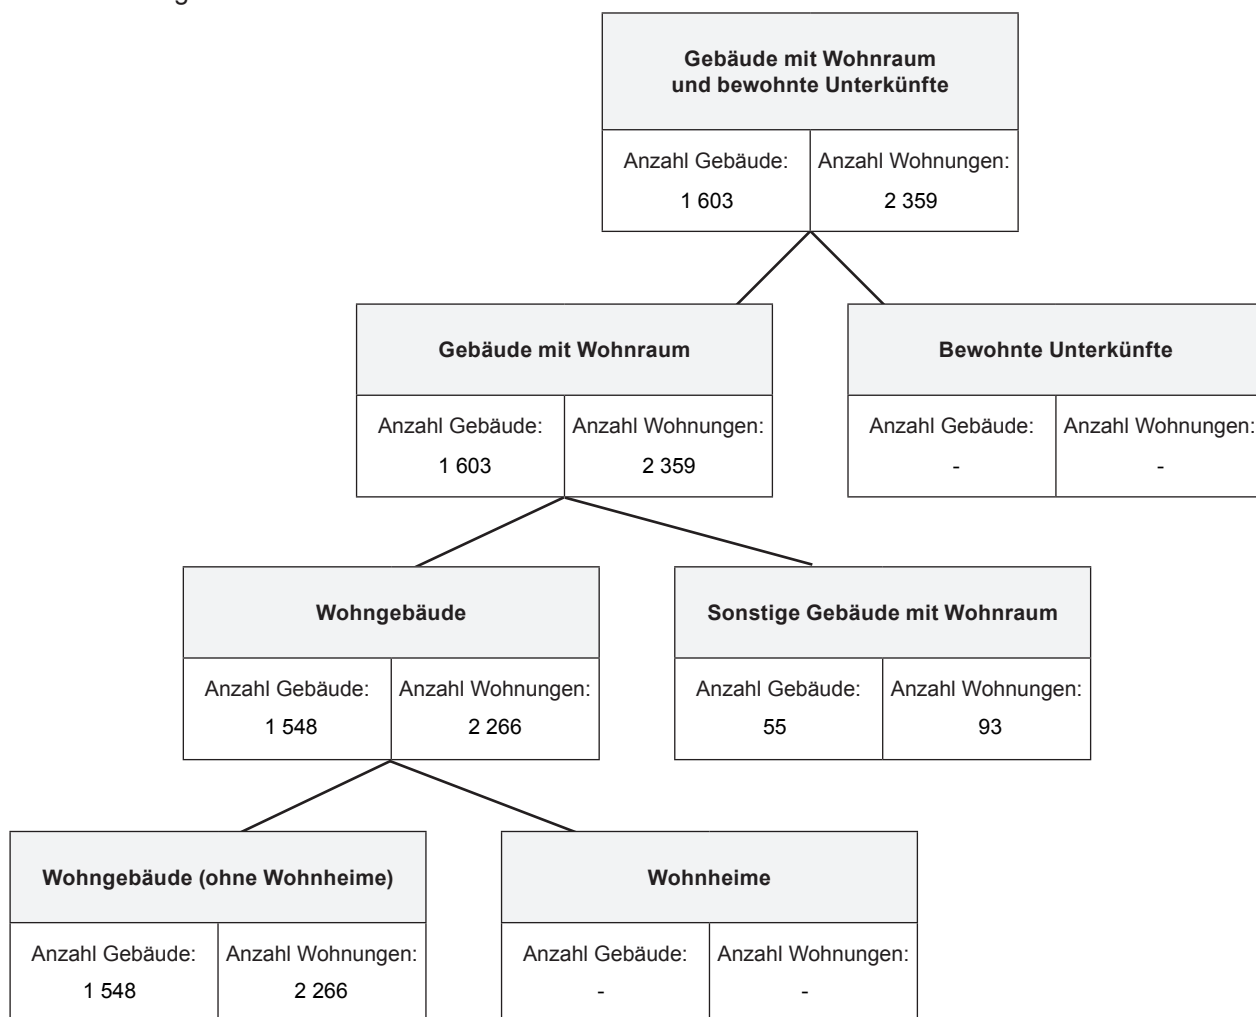 Gebäude mit Wohnraum
und bewohnte Unterkünfte
Anzahl Gebäude: Anzahl Wohnungen:
1 603 2 359
Gebäude mit Wohnraum Bewohnte Unterkünfte
Anzahl Gebäude: Anzahl Wohnungen: Anzahl Gebäude: Anzahl Wohnungen:
1 603 2 359 - -
Wohngebäude Sonstige Gebäude mit Wohnraum
Anzahl Gebäude: Anzahl Wohnungen: Anzahl Gebäude: Anzahl Wohnungen:
1 548 2 266 55 93
Wohngebäude (ohne Wohnheime) Wohnheime
Anzahl Gebäude: Anzahl Wohnungen: Anzahl Gebäude: Anzahl Wohnungen:
1 548 2 266 - -